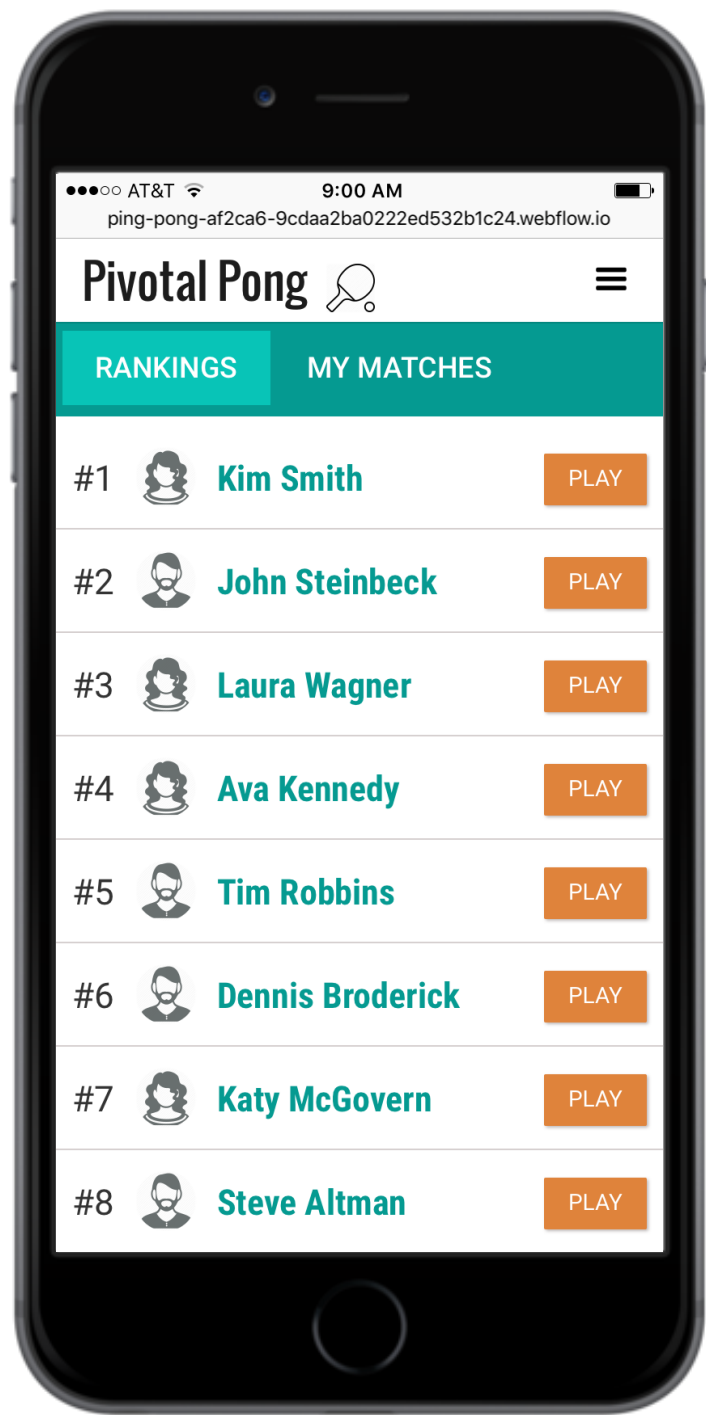 AT&T 9:00 AM
ping-pong-af2ca6-9cdaa2ba0222ed532b1c24.webflow.io
Pivotal Pong
RANKINGS MY MATCHES
#1 Kim Smith PLAY
#2 John Steinbeck PLAY
#3 Laura Wagner PLAY
#4 Ava Kennedy PLAY
#5 Tim Robbins PLAY
#6 Dennis Broderick PLAY
#7 Katy McGovern PLAY
#8 Steve Altman PLAY